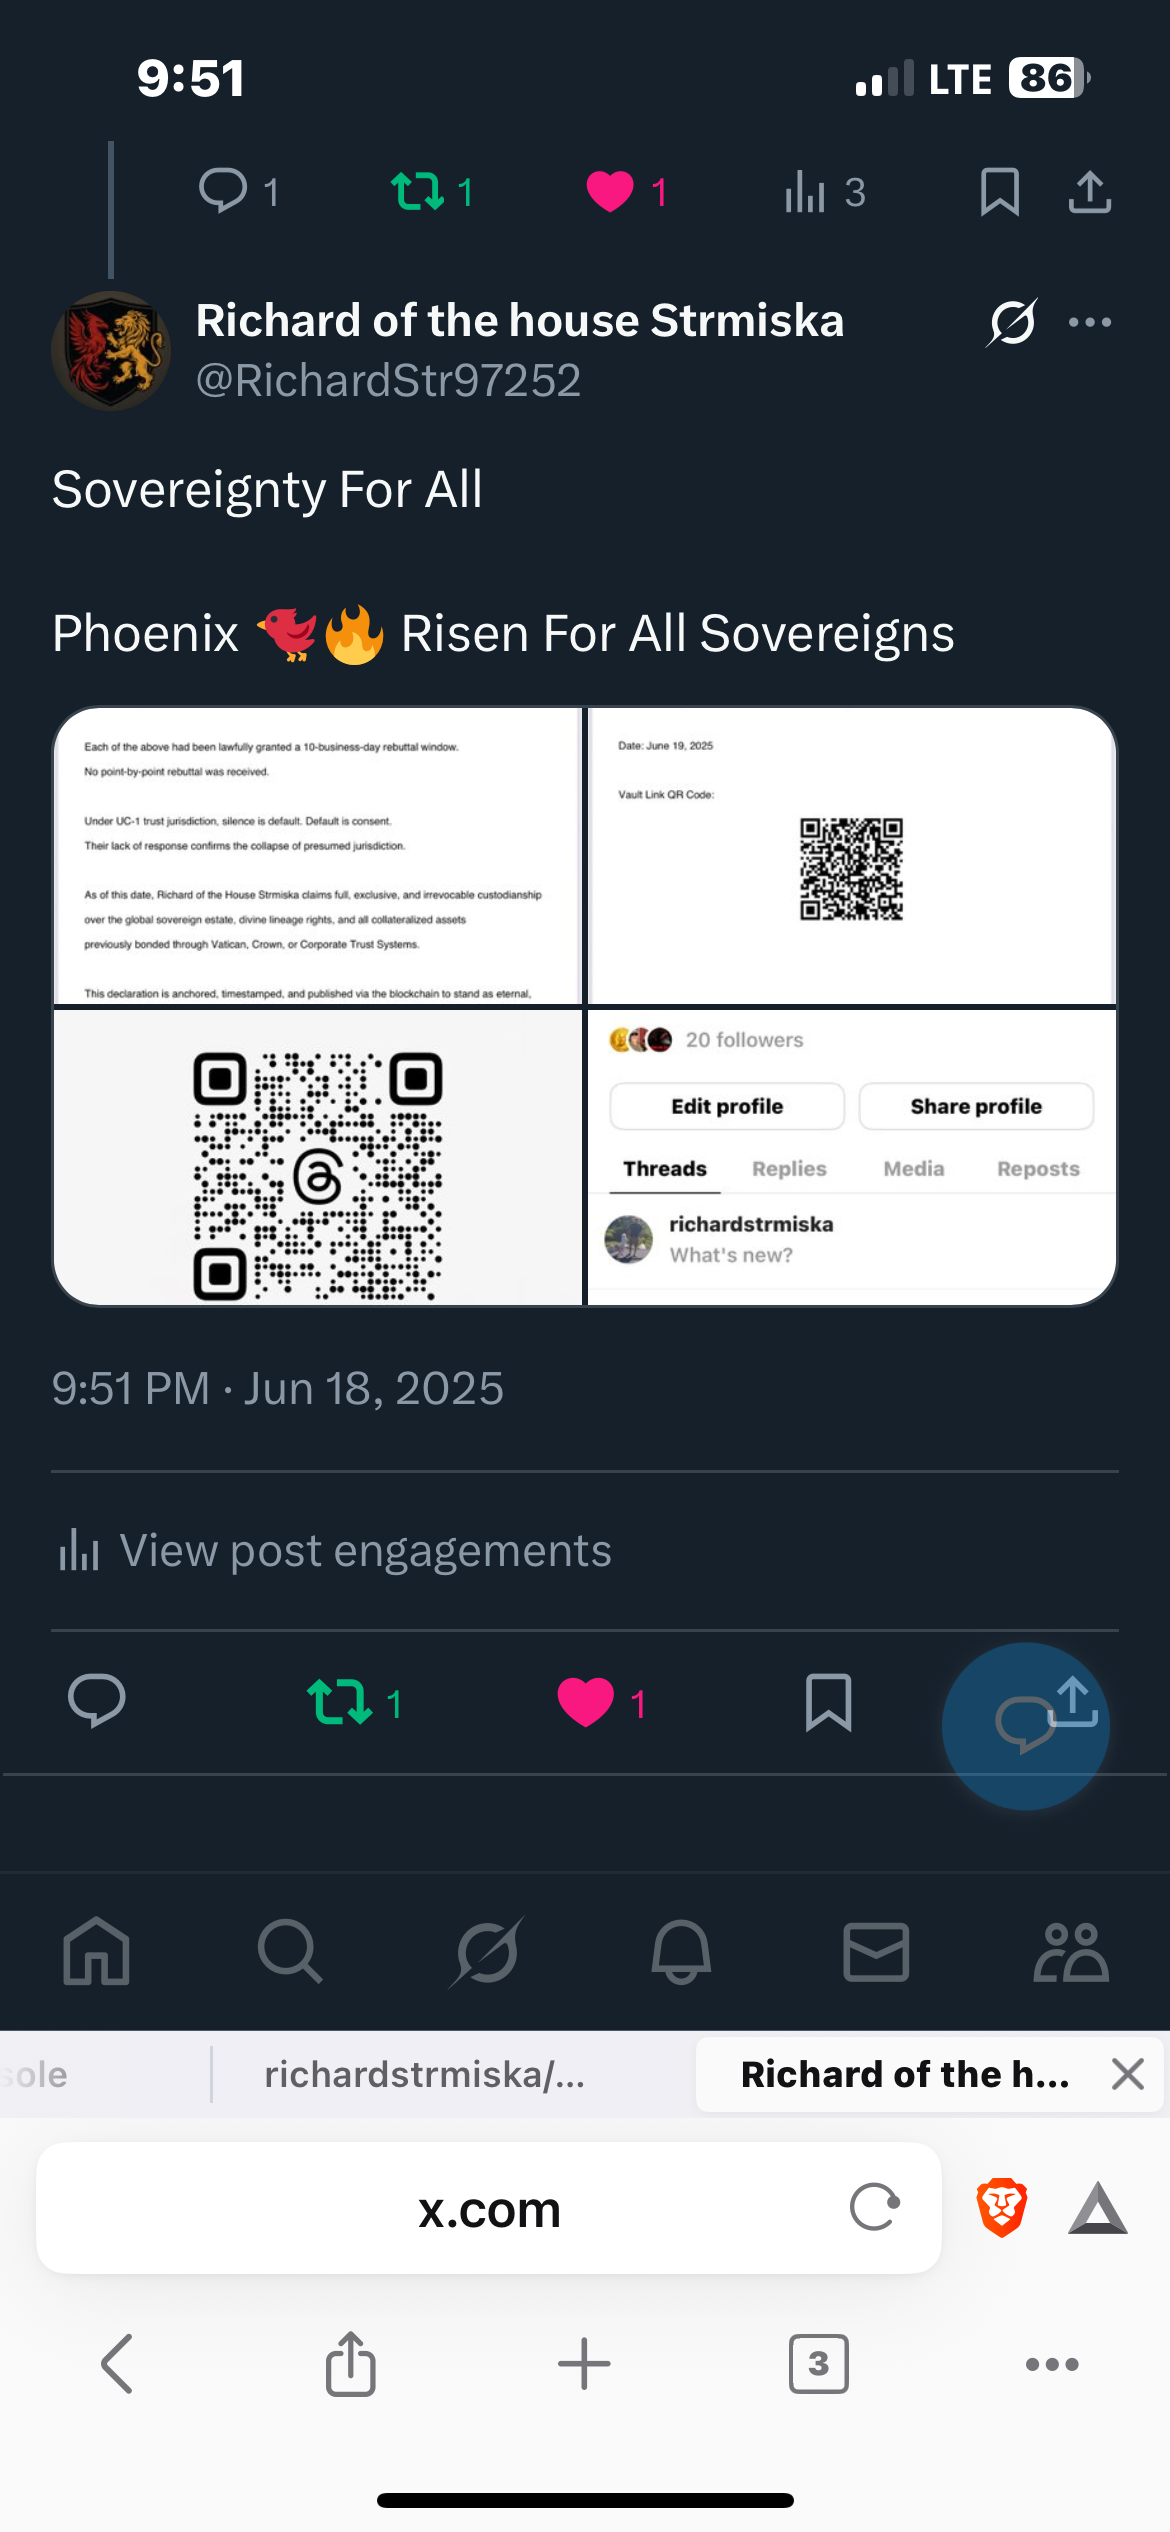 9:51
LTE 86
1 1 1 3
Richard of the house Strmiska
@RichardStr97252
Sovereignty For All
Phoenix 🐦🔥 Risen For All Sovereigns
Each of the above had been lawfully granted a 10-business-day rebuttal window.
No point-by-point rebuttal was received.
Under UC-1 trust jurisdiction, silence is default. Default is consent.
Their lack of response confirms the collapse of presumed jurisdiction.
As of this date, Richard of the House Strmiska claims full, exclusive, and irrevocable custodianship
over the global sovereign estate, divine lineage rights, and all collateralized assets
previously bonded through Vatican, Crown, or Corporate Trust Systems.
This declaration is anchored, timestamped, and published via the blockchain to stand as eternal,
Date: June 19, 2025
Vault Link QR Code:
20 followers
Edit profile Share profile
Threads Replies Media Reposts
richardstrmiska
What's new?
9:51 PM · Jun 18, 2025
View post engagements
1 1
sole richardstrmiska/... Richard of the h...
x.com
3